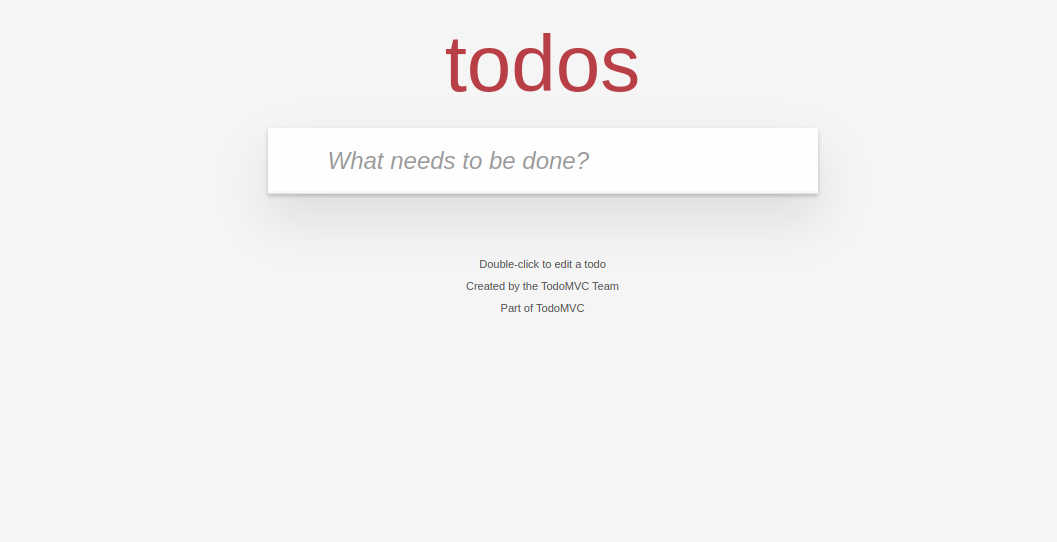 todos
What needs to be done?
Double-click to edit a todo
Created by the TodoMVC Team
Part of TodoMVC